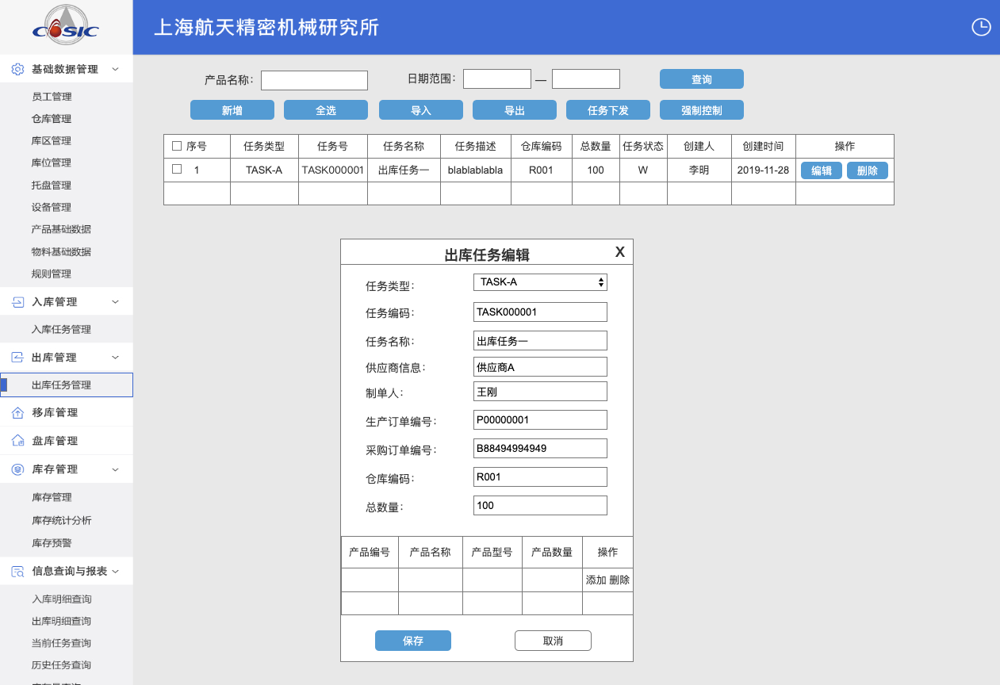 COSIC
上海航天精密机械研究所
基础数据管理
员工管理
仓库管理
库区管理
库位管理
托盘管理
设备管理
产品基础数据
物料基础数据
规则管理
入库管理
入库任务管理
出库管理
出库任务管理
移库管理
盘库管理
库存管理
库存管理
库存统计分析
库存预警
信息查询与报表
入库明细查询
出库明细查询
当前任务查询
历史任务查询
产品名称: 日期范围: — 查询
新增 全选 导入 导出 任务下发 强制控制
序号 任务类型 任务号 任务名称 任务描述 仓库编码 总数量 任务状态 创建人 创建时间 操作
1 TASK-A TASK000001 出库任务一 blablablabla R001 100 W 李明 2019-11-28 编辑 删除
出库任务编辑 X
任务类型: TASK-A
任务编码: TASK000001
任务名称: 出库任务一
供应商信息: 供应商A
制单人: 王刚
生产订单编号: P00000001
采购订单编号: B88494994949
仓库编码: R001
总数量: 100
产品编号 产品名称 产品型号 产品数量 操作
添加 删除
保存 取消